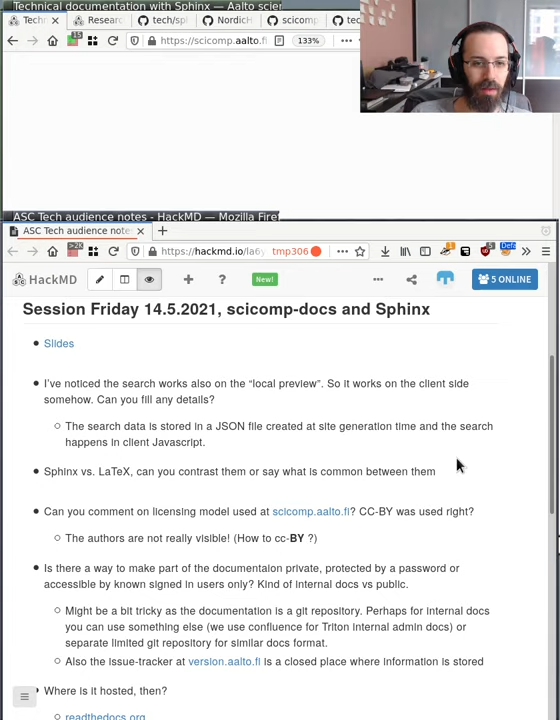 Technical documentation with Sphinx — Aalto scien
Techn
Researc
tech/sph
NordicH
scicomp
tec
15
https://scicomp.aalto.fi
133%
ASC Tech audience notes - HackMD — Mozilla Firef
ASC Tech audience notes
>2K
https://hackmd.io/la6y
tmp306
1
5
Defa
HackMD
New!
5 ONLINE
Session Friday 14.5.2021, scicomp-docs and Sphinx
Slides
I've noticed the search works also on the “local preview”. So it works on the client side
somehow. Can you fill any details?
The search data is stored in a JSON file created at site generation time and the search
happens in client Javascript.
Sphinx vs. LaTeX, can you contrast them or say what is common between them
Can you comment on licensing model used at scicomp.aalto.fi? CC-BY was used right?
The authors are not really visible! (How to cc-BY ?)
Is there a way to make part of the documentaion private, protected by a password or
accessible by known signed in users only? Kind of internal docs vs public.
Might be a bit tricky as the documentation is a git repository. Perhaps for internal docs
you can use something else (we use confluence for Triton internal admin docs) or
separate limited git repository for similar docs format.
Also the issue-tracker at version.aalto.fi is a closed place where information is stored
Where is it hosted, then?
readthedocs.org